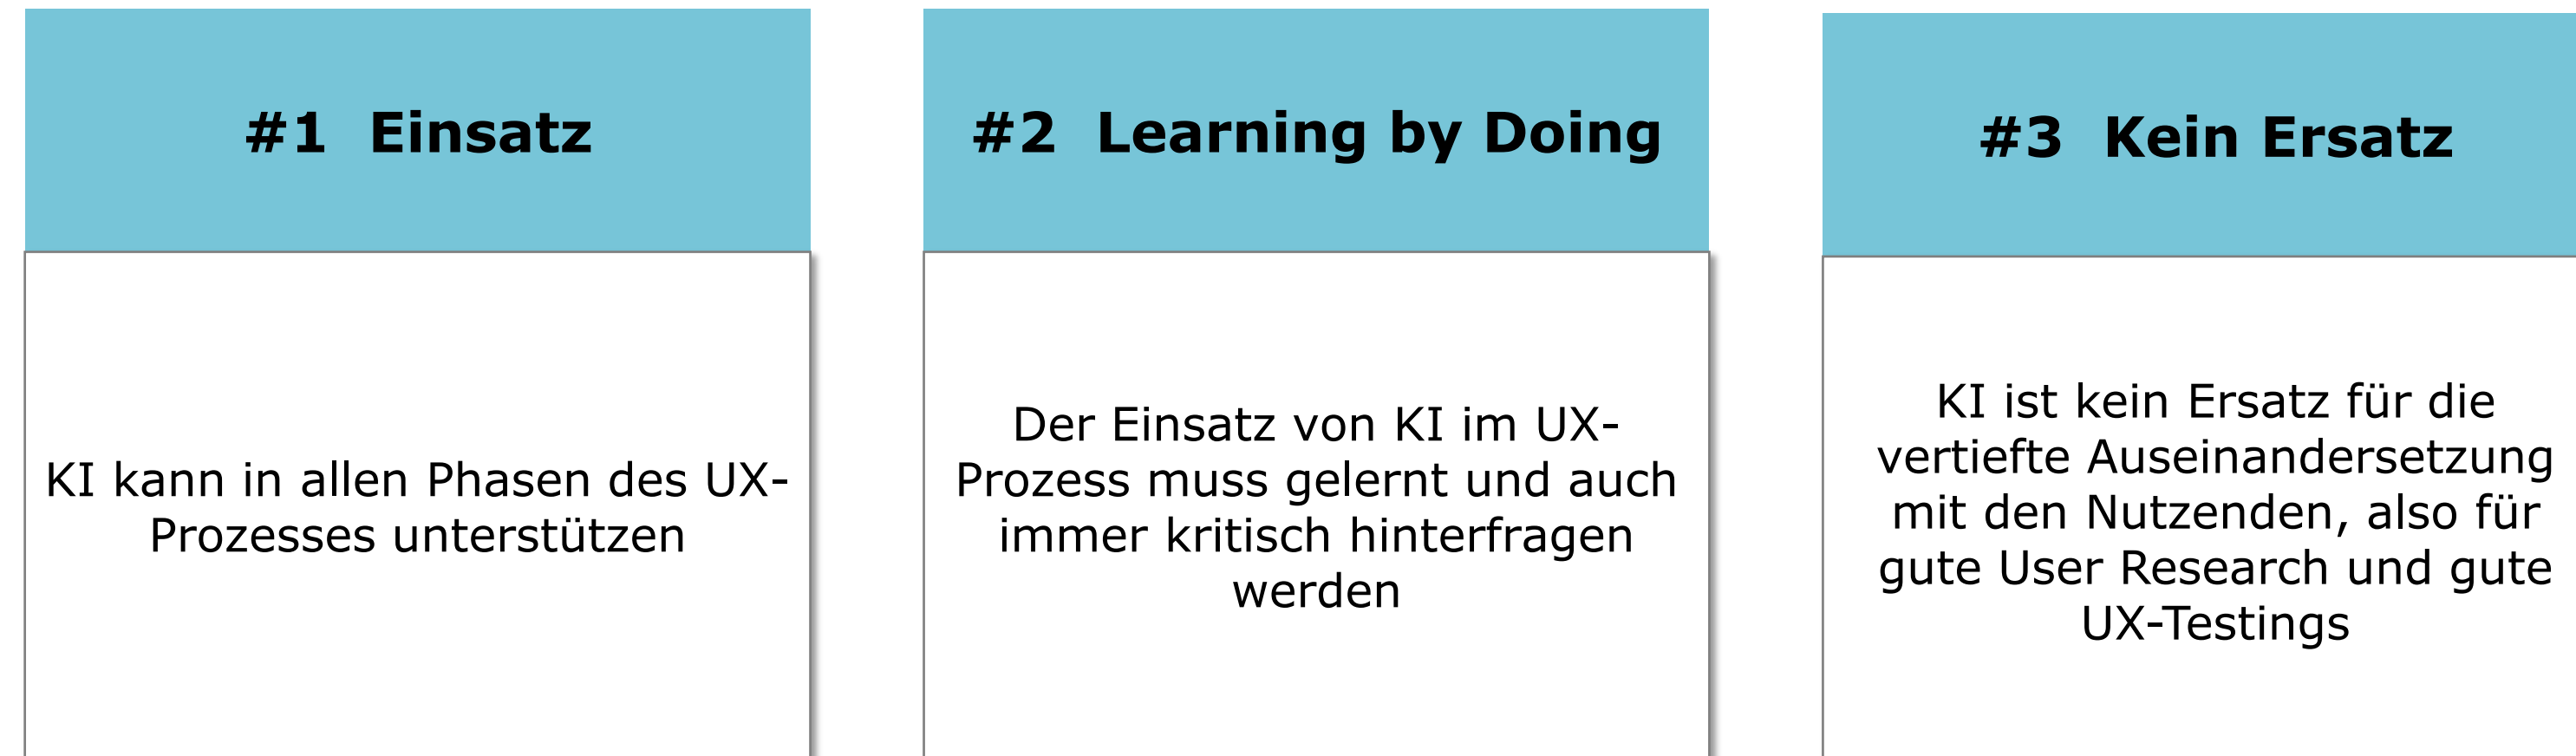 #1 Einsatz
KI kann in allen Phasen des UX-
Prozesses unterstützen
#2 Learning by Doing
Der Einsatz von KI im UX-
Prozess muss gelernt und auch
immer kritisch hinterfragen
werden
#3 Kein Ersatz
KI ist kein Ersatz für die
vertiefte Auseinandersetzung
mit den Nutzenden, also für
gute User Research und gute
UX-Testings